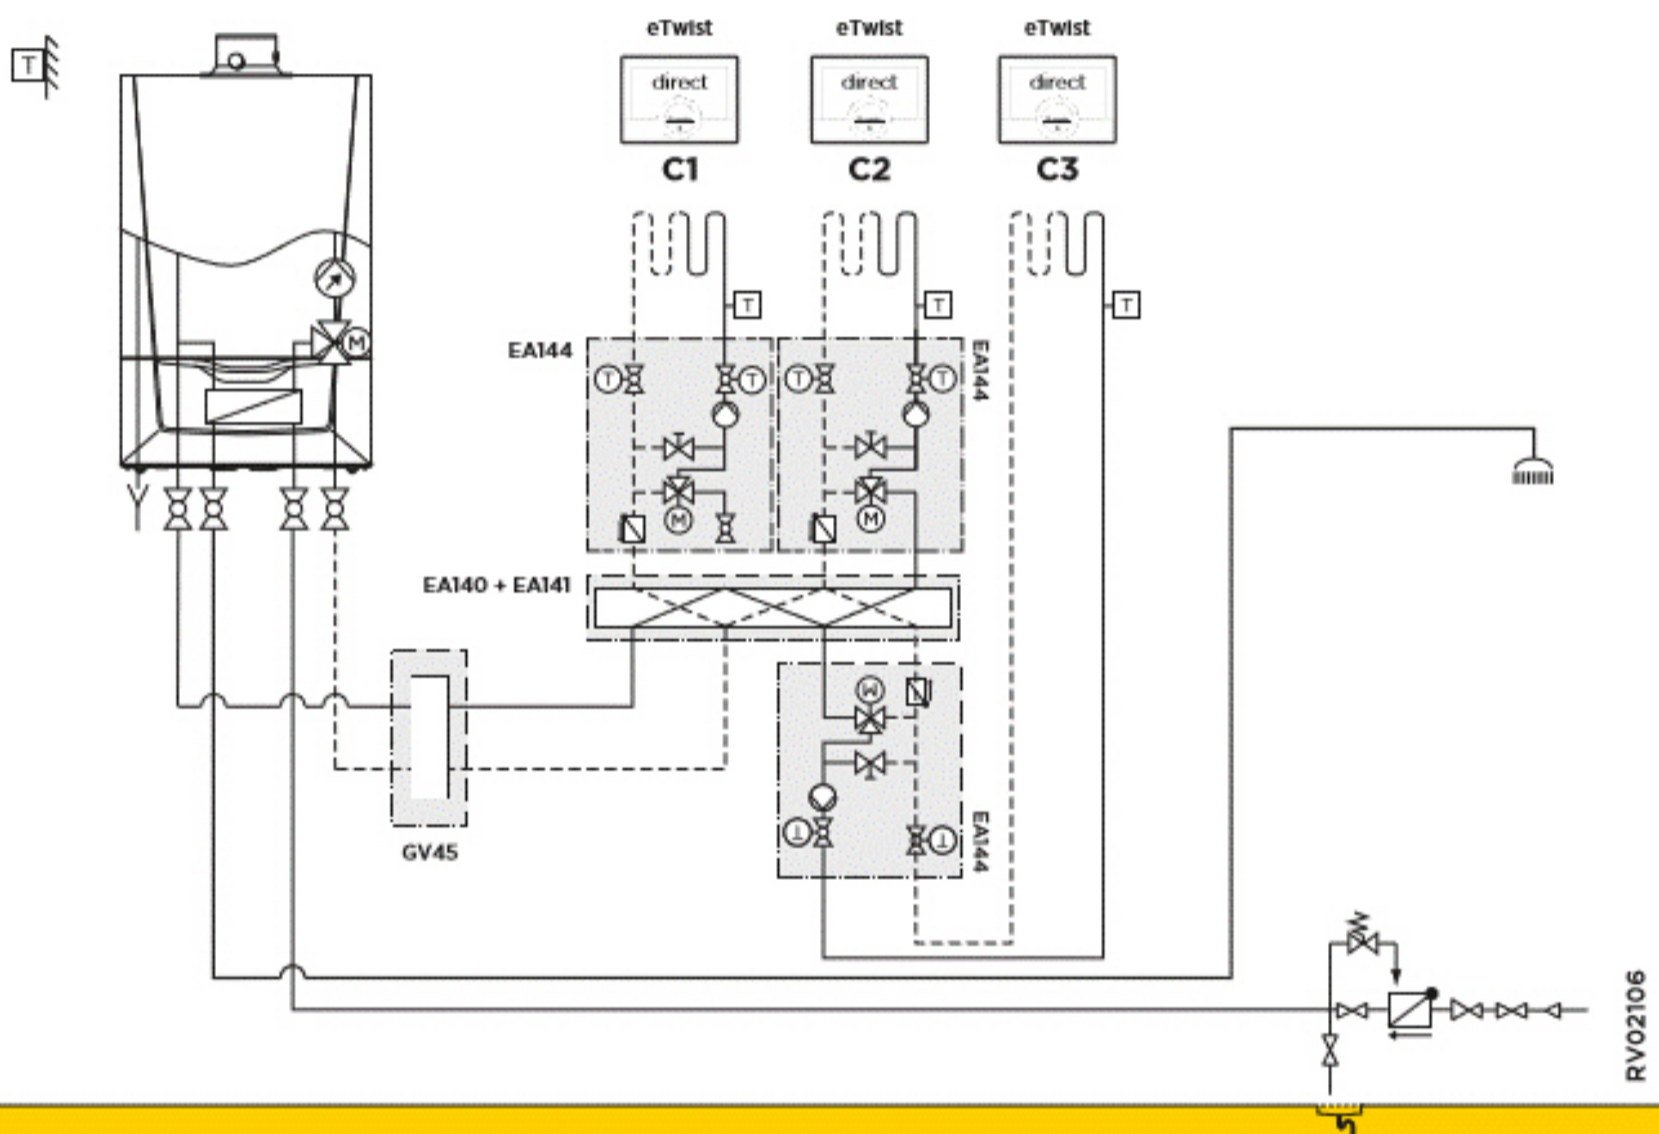 eTwist
eTwist
eTwist
T
direct
direct
direct
C1
C2
C3
T
T
T
M
EA144
EA144
T
T
T
T
M
M
EA140 + EA141
M
GV45
T
T
EA144
RV02106